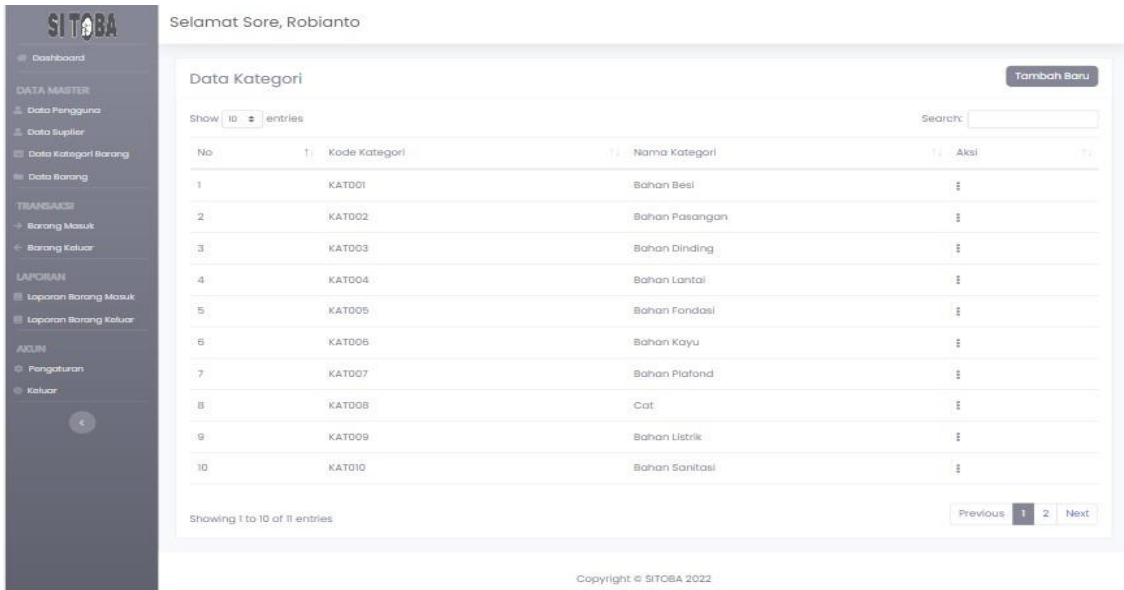 SITOBA
Selamat Sore, Robianto
Dashboard
DATA MASTER
Data Pengguna
Data Suplier
Data Kategori Barang
Data Barang
TRANSAKSI
Barang Masuk
Barang Keluar
LAPORAN
Laporan Barang Masuk
Laporan Barang Keluar
AKUN
Pengaturan
Keluar
Data Kategori
Tambah Baru
Show 10 entries
Search:
No Kode Kategori Nama Kategori Aksi
1 KAT001 Bahan Besi
2 KAT002 Bahan Pasangan
3 KAT003 Bahan Dinding
4 KAT004 Bahan Lantai
5 KAT005 Bahan Fondasi
6 KAT006 Bahan Kayu
7 KAT007 Bahan Plafond
8 KAT008 Cat
9 KAT009 Bahan Listrik
10 KAT010 Bahan Sanitasi
Showing 1 to 10 of 11 entries
Previous 1 2 Next
Copyright © SITOBA 2022